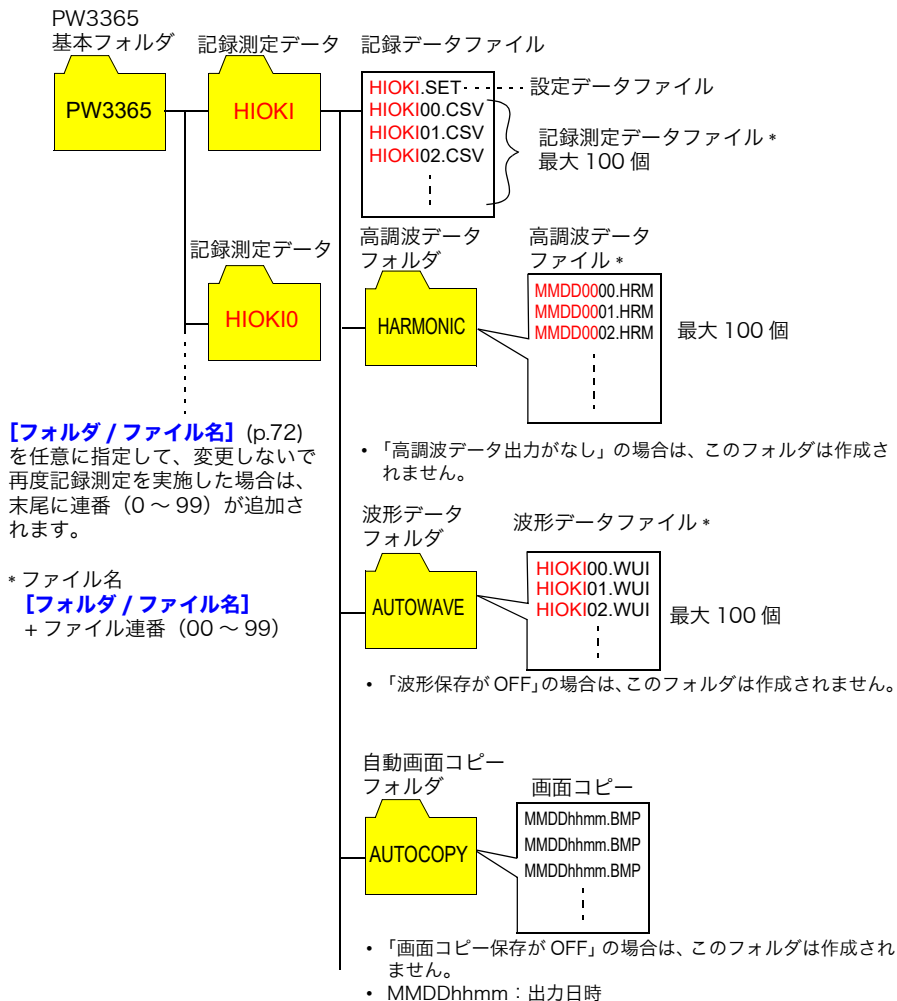 PW3365
基本フォルダ
記録測定データ
記録データファイル
PW3365
HIOKI
HIOKI.SET
設定データファイル
HIOKI00.CSV
HIOKI01.CSV
HIOKI02.CSV
記録測定データファイル *
最大 100 個
記録測定データ
HIOKI0
高調波データ
フォルダ
高調波データ
ファイル *
HARMONIC
MMDD0000.HRM
MMDD0001.HRM
MMDD0002.HRM
最大 100 個
• 「高調波データ出力がなし」の場合は、このフォルダは作成さ
れません。
[フォルダ / ファイル名] (p.72)
を任意に指定して、変更しないで
再度記録測定を実施した場合は、
末尾に連番（0 ～ 99）が追加さ
れます。
* ファイル名
[フォルダ / ファイル名]
+ ファイル連番（00 ～ 99）
波形データ
フォルダ
波形データファイル *
AUTOWAVE
HIOKI00.WUI
HIOKI01.WUI
HIOKI02.WUI
最大 100 個
• 「波形保存が OFF」の場合は、このフォルダは作成されません。
自動画面コピー
フォルダ
画面コピー
AUTOCOPY
MMDDhhmm.BMP
MMDDhhmm.BMP
MMDDhhmm.BMP
• 「画面コピー保存が OFF」の場合は、このフォルダは作成され
ません。
• MMDDhhmm：出力日時